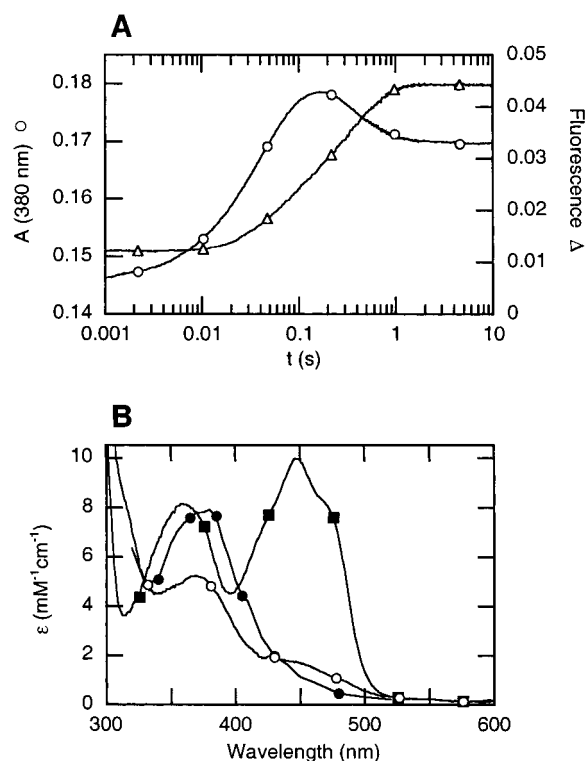 A
0.18
0.17
0.16
0.15
0.14
A (380 nm) ○
0.05
0.04
0.03
0.02
0.01
0
Fluorescence Δ
0.001 0.01 0.1 1 10
t (s)
B
10
8
6
4
2
0
ε (mM⁻¹cm⁻¹)
300 400 500 600
Wavelength (nm)